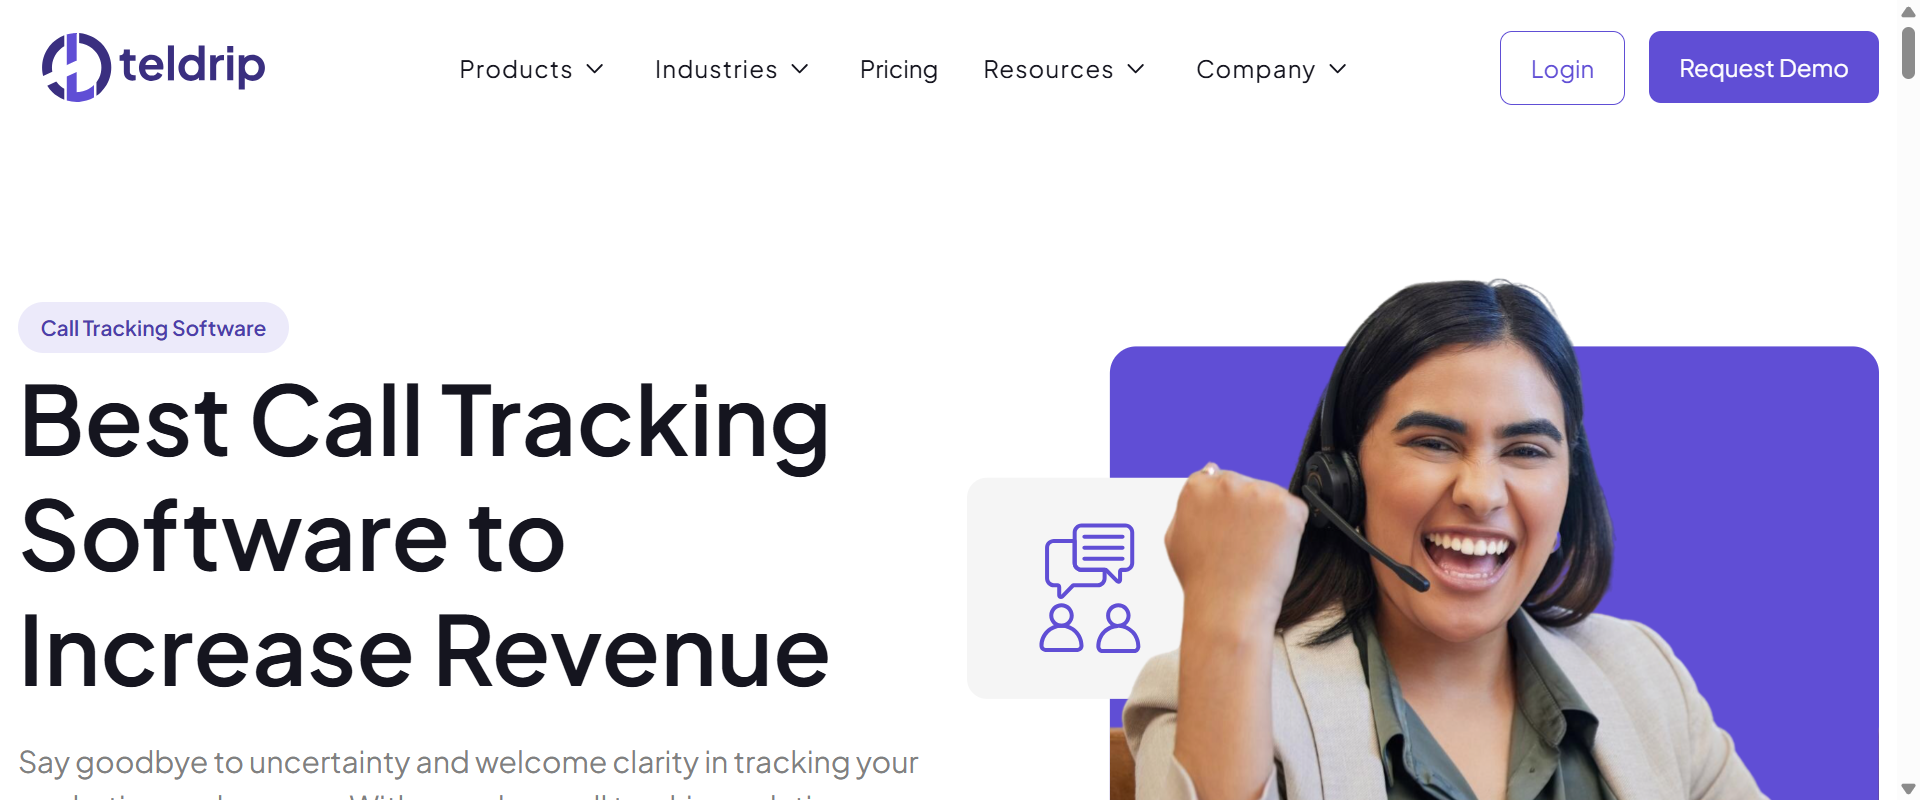 teldrip
Products
Industries
Pricing
Resources
Company
Login
Request Demo
Call Tracking Software
Best Call Tracking
Software to
Increase Revenue
Say goodbye to uncertainty and welcome clarity in tracking your